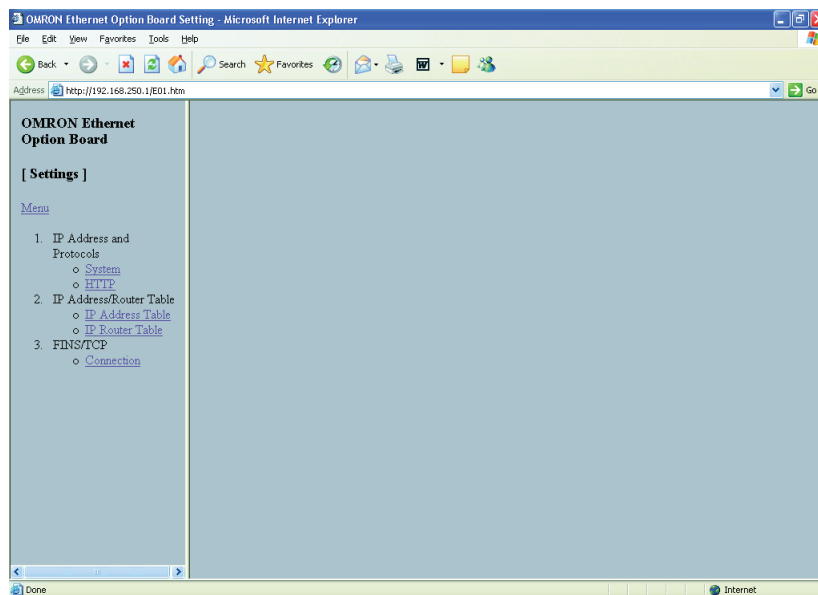 OMRON Ethernet Option Board Setting - Microsoft Internet Explorer
File Edit View Favorites Tools Help
Back Search Favorites
Address http://192.168.250.1/E01.htm Go
OMRON Ethernet
Option Board
[ Settings ]
Menu
1. IP Address and
Protocols
o System
o HTTP
2. IP Address/Router Table
o IP Address Table
o IP Router Table
3. FINS/TCP
o Connection
Done Internet